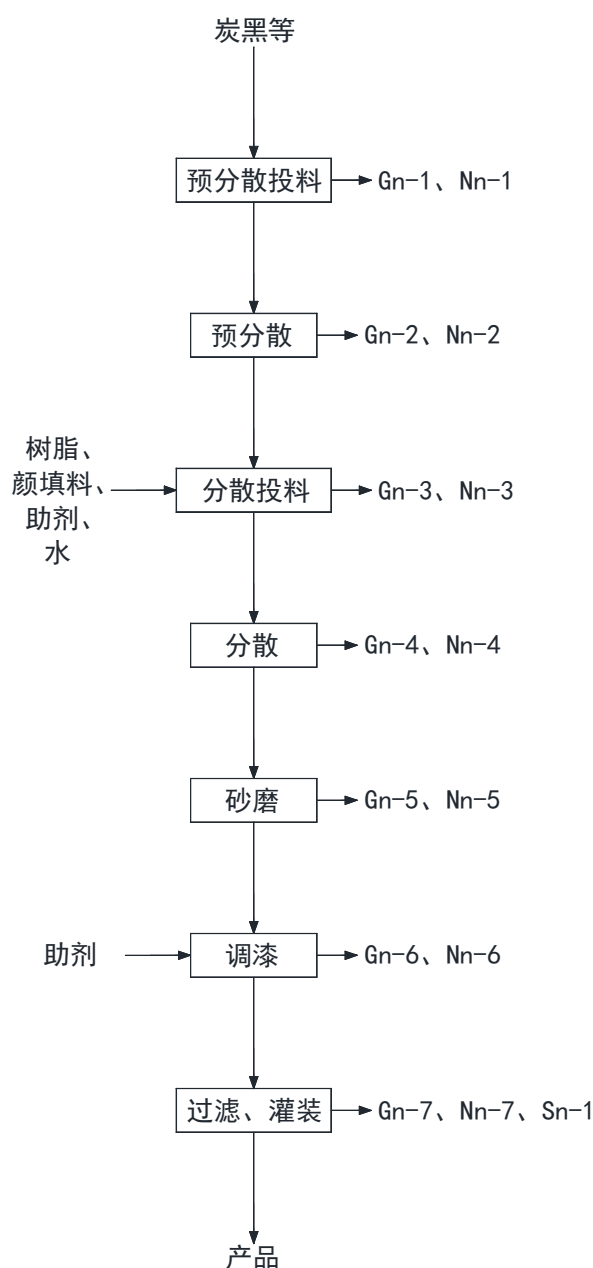 炭黑等
预分散投料
Gn-1、Nn-1
预分散
Gn-2、Nn-2
树脂、
颜填料、
助剂、
水
分散投料
Gn-3、Nn-3
分散
Gn-4、Nn-4
砂磨
Gn-5、Nn-5
助剂
调漆
Gn-6、Nn-6
过滤、灌装
Gn-7、Nn-7、Sn-1
产品